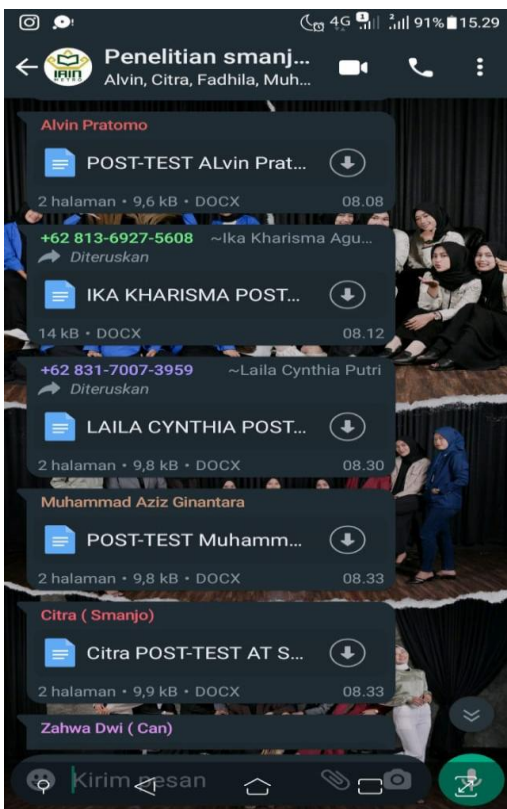 4G 91% 15.29
IAIN
Penelitian smanj...
Alvin, Citra, Fadhila, Muh...
Alvin Pratomo
POST-TEST ALvin Prat...
2 halaman • 9,6 kB • DOCX 08.08
+62 813-6927-5608 ~Ika Kharisma Agu...
Diteruskan
IKA KHARISMA POST...
14 kB • DOCX 08.12
+62 831-7007-3959 ~Laila Cynthia Putri
Diteruskan
LAILA CYNTHIA POST...
2 halaman • 9,8 kB • DOCX 08.30
Muhammad Aziz Ginantara
POST-TEST Muhamm...
2 halaman • 9,8 kB • DOCX 08.33
Citra ( Smanjo)
Citra POST-TEST AT S...
2 halaman • 9,9 kB • DOCX 08.33
Zahwa Dwi ( Can)
Kirim pesan